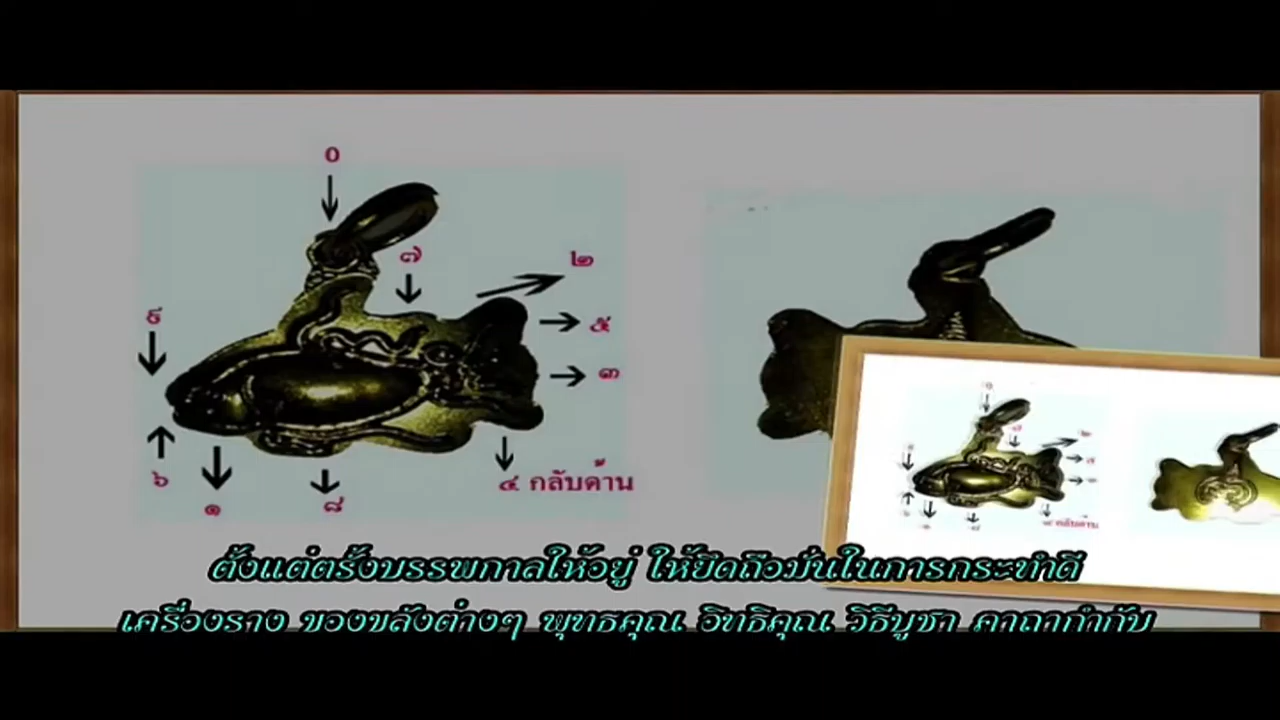 ๐
๗
๒
๕
๓
๖
๑
๘
๔ กลับด้าน
ตั้งแต่ครั้งบรรพกาลให้อยู่ ให้ยึดถือมั่นในการกระทำดี
เครื่องราง ของขลังต่างๆ พุทธคุณ อิทธิคุณ วิธีบูชา คาถากำกับ